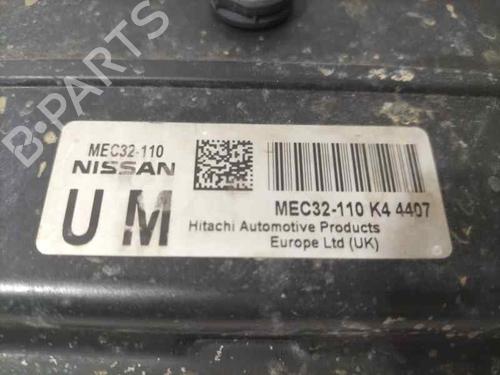 B-PARTS
MEC32-110
NISSAN
U M
MEC32-110 K4 4407
Hitachi Automotive Products
Europe Ltd (UK)